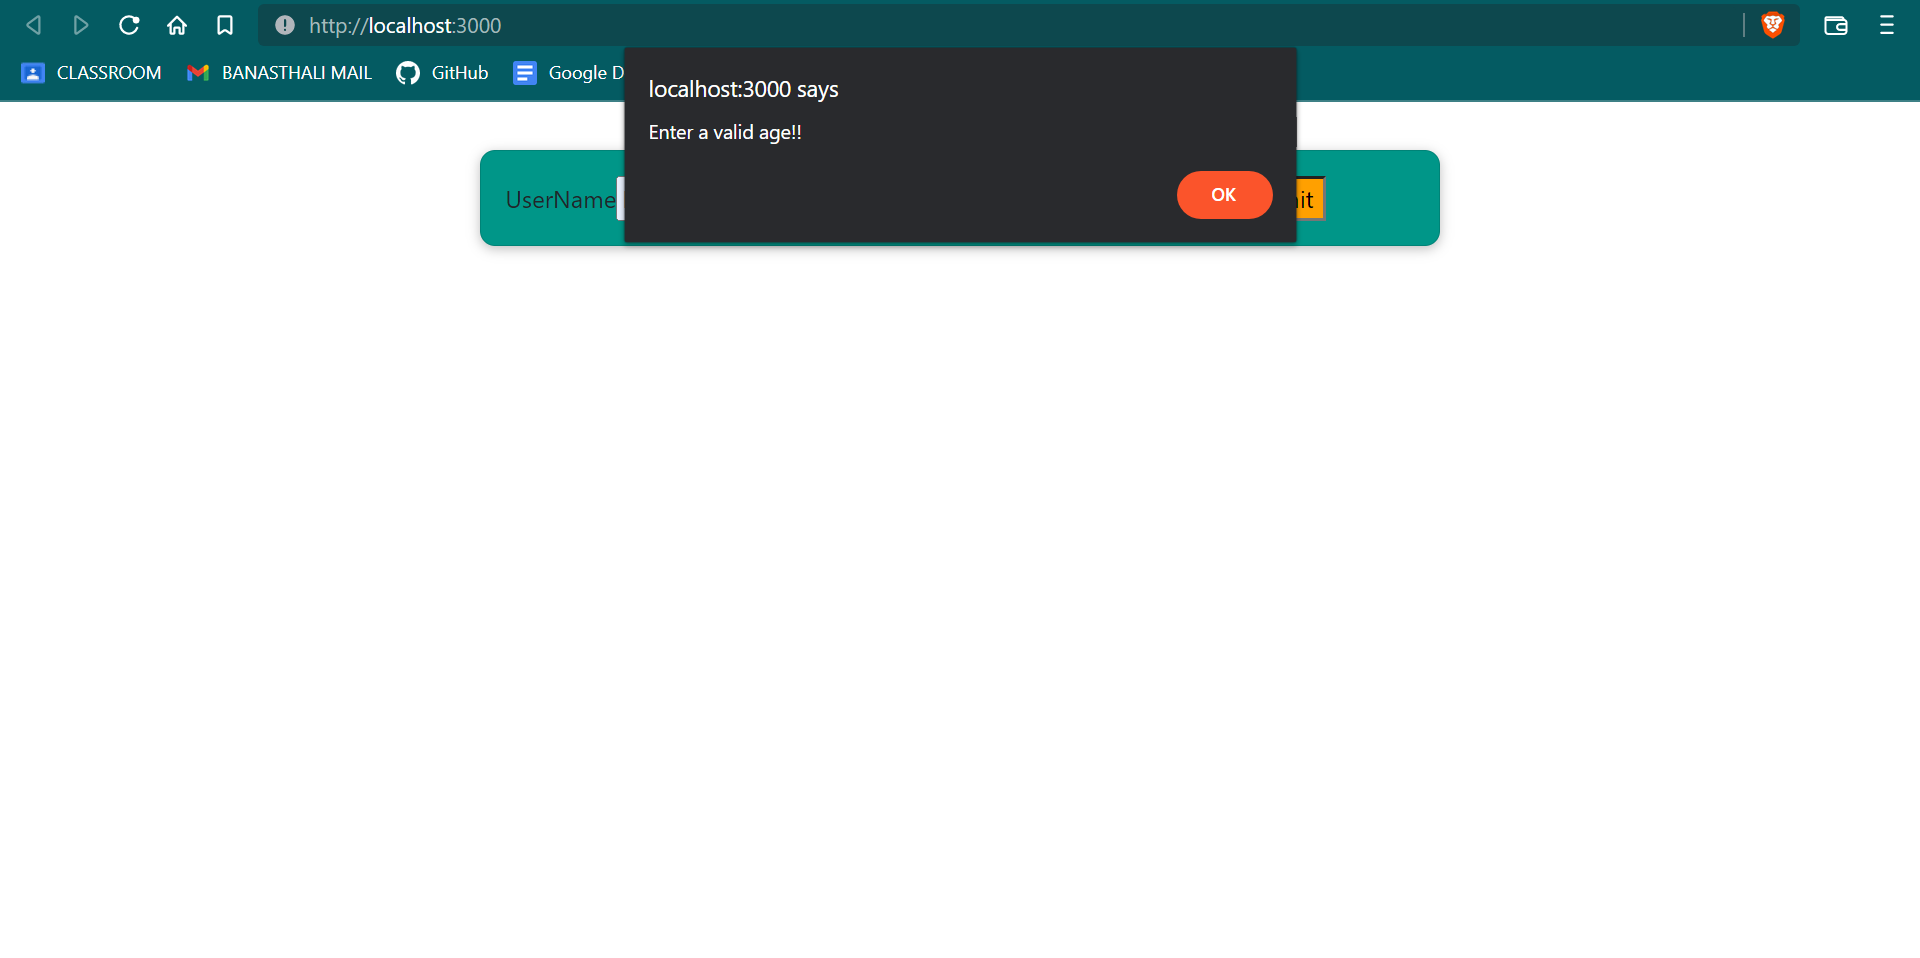 http://localhost:3000
CLASSROOM BANASTHALI MAIL GitHub Google D
localhost:3000 says
Enter a valid age!!
OK
UserName it